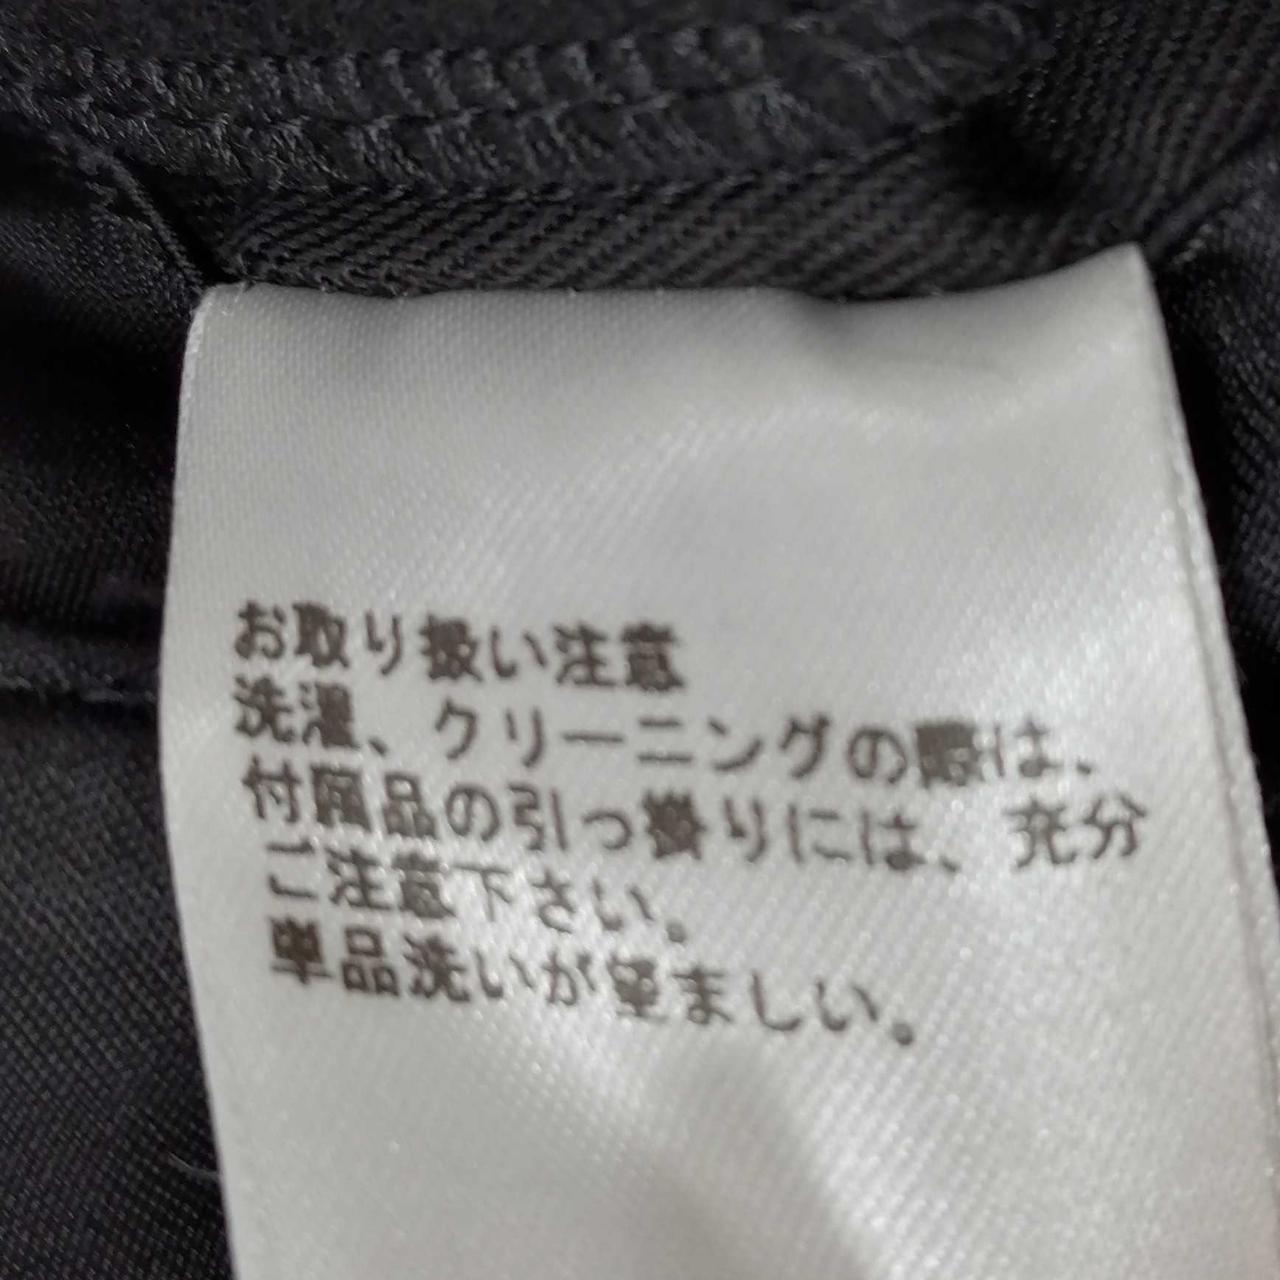 お取り扱い注意
洗濯、クリーニングの際は、
付属品の引っ掛りには、充分
ご注意下さい。
単品洗いが望ましい。